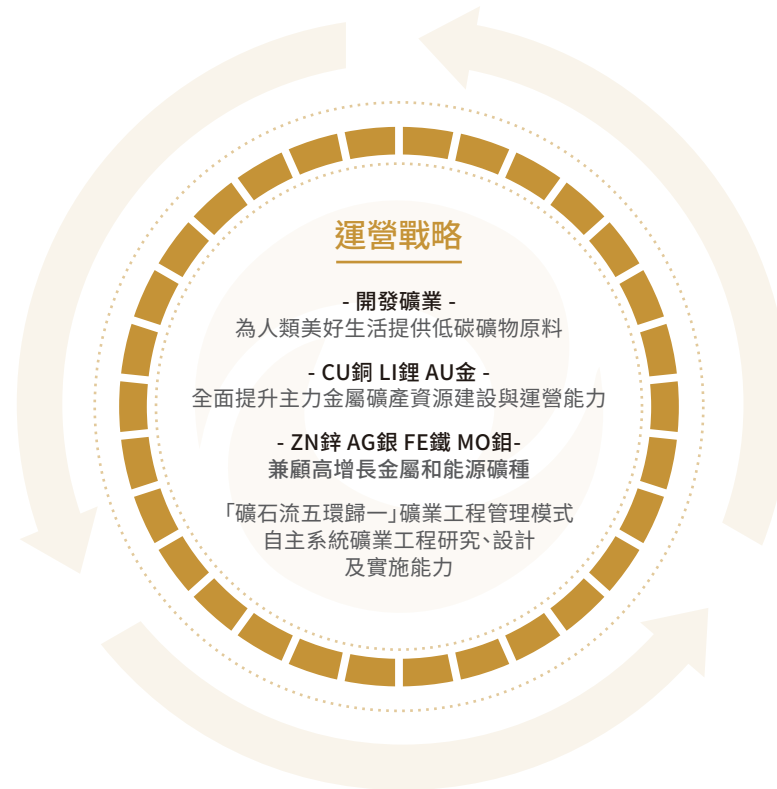 運營戰略
- 開發礦業 -
為人類美好生活提供低碳礦物原料
- CU銅 LI鋰 AU金 -
全面提升主力金屬礦產資源建設與運營能力
- ZN鋅 AG銀 FE鐵 MO鉬-
兼顧高增長金屬和能源礦種
「礦石流五環歸一」礦業工程管理模式
自主系統礦業工程研究、設計
及實施能力